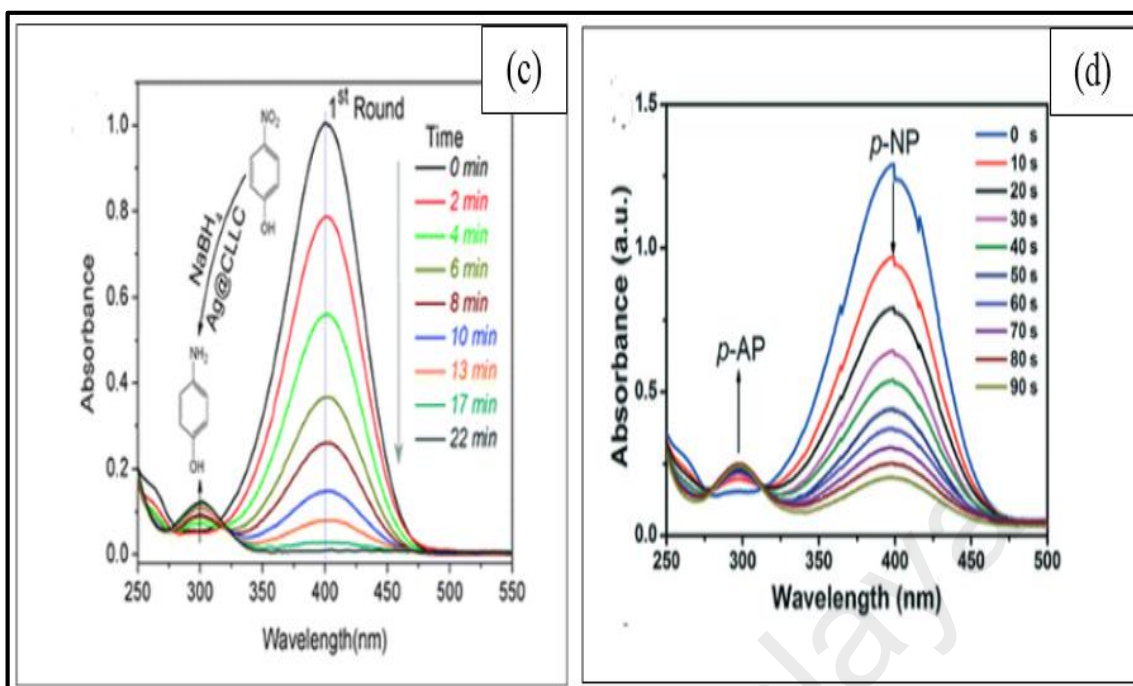 (c)
1st Round
NO2
OH
NaBH4
Ag@CLLC
NH2
OH
Time
0 min
2 min
4 min
6 min
8 min
10 min
13 min
17 min
22 min
Absorbance
1.0
0.8
0.6
0.4
0.2
0.0
250 300 350 400 450 500 550
Wavelength(nm)
(d)
p-NP
p-AP
0 s
10 s
20 s
30 s
40 s
50 s
60 s
70 s
80 s
90 s
Absorbance (a.u.)
1.5
1.0
0.5
0.0
250 300 350 400 450 500
Wavelength (nm)
laya